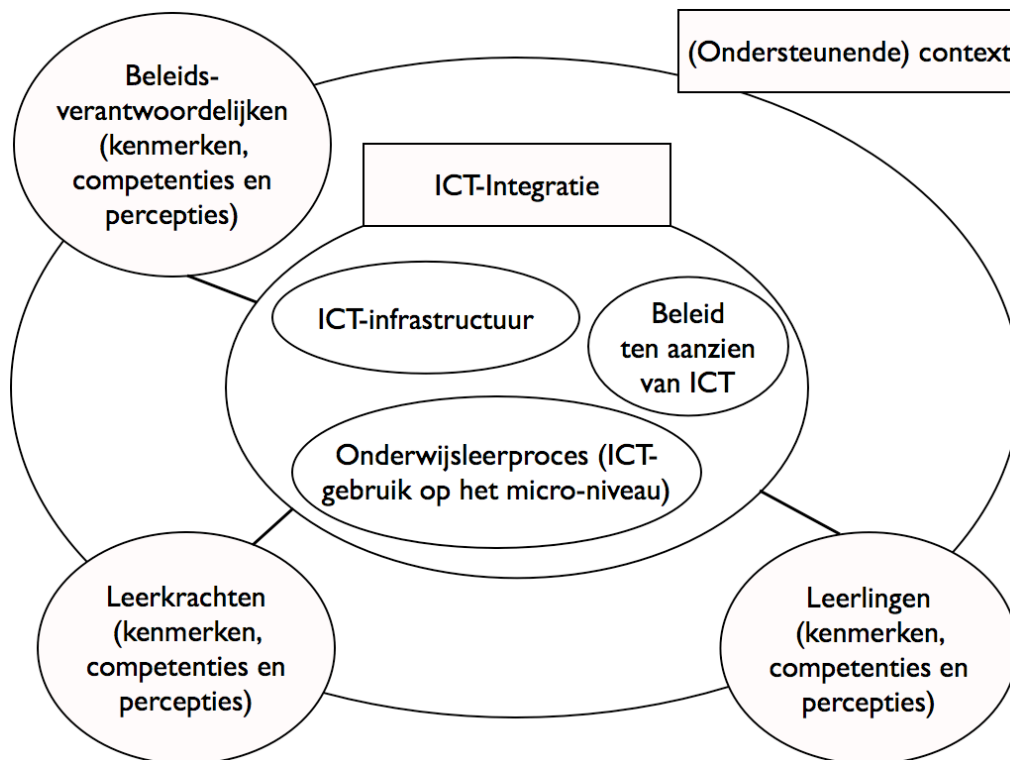 (Ondersteunende) context
Beleids-
verantwoordelijken
(kenmerken,
competenties en
percepties)
ICT-Integratie
ICT-infrastructuur
Beleid
ten aanzien
van ICT
Onderwijsleerproces (ICT-
gebruik op het micro-niveau)
Leerkrachten
(kenmerken,
competenties en
percepties)
Leerlingen
(kenmerken,
competenties en
percepties)